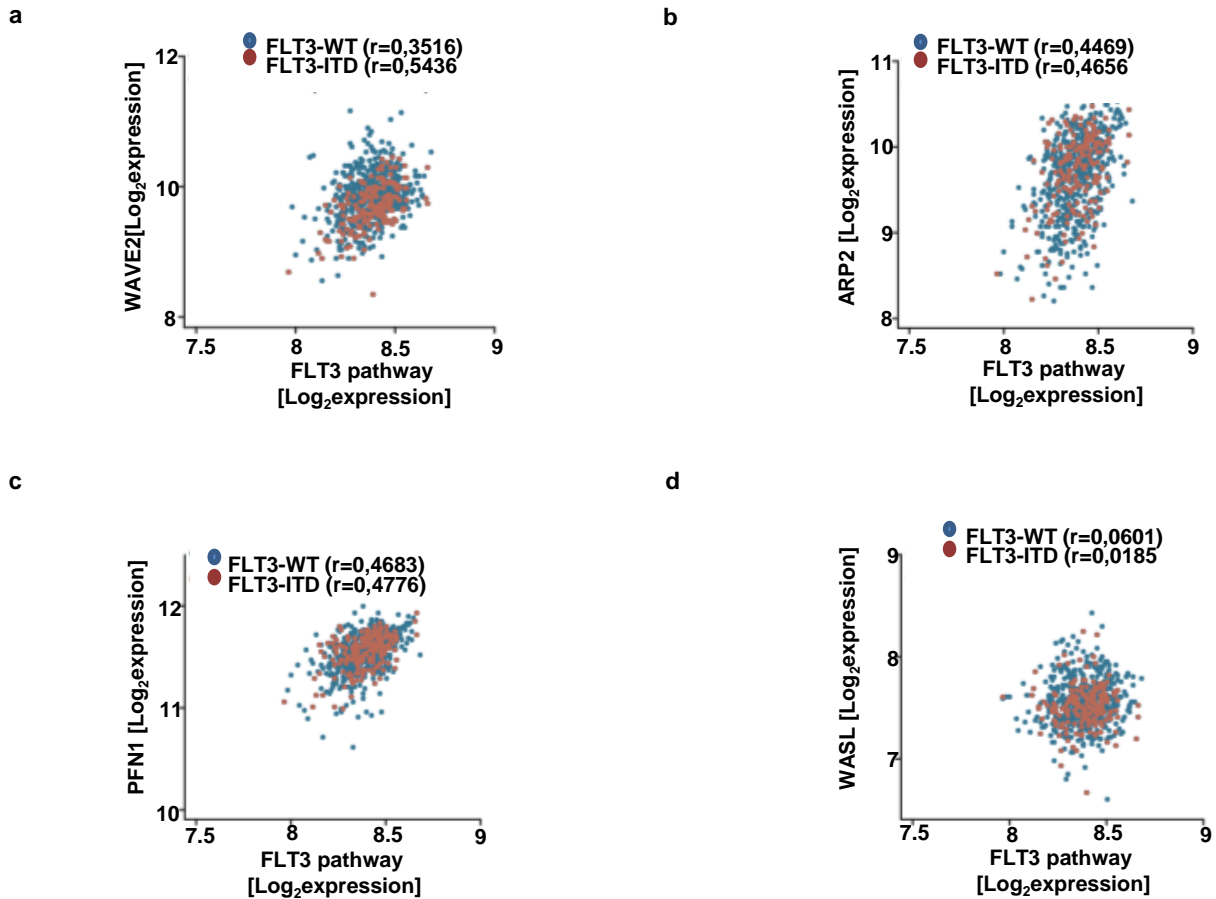 a
FLT3-WT (r=0,3516)
FLT3-ITD (r=0,5436
12
10
8
WAVE2[Log2expression]
7.5 8 8.5 9
FLT3 pathway
[Log2expression]
b
FLT3-WT (r=0,4469)
FLT3-ITD (r=0,4656
11
10
9
8
ARP2 [Log2expression]
7.5 8 8.5 9
FLT3 pathway
[Log2expression]
c
FLT3-WT (r=0,4683)
FLT3-ITD (r=0,4776)
12
11
10
PFN1 [Log2expression]
7.5 8 8.5 9
FLT3 pathway
[Log2expression]
d
FLT3-WT (r=0,0601)
FLT3-ITD (r=0,0185
9
8
7
WASL [Log2expression]
7.5 8 8.5 9
FLT3 pathway
[Log2expression]